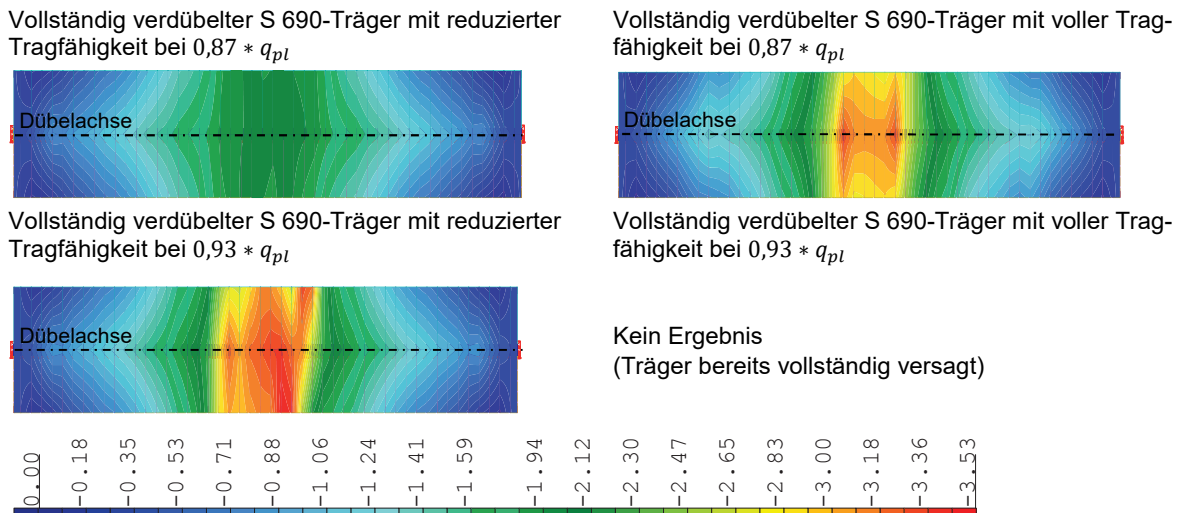 Vollständig verdübelter S 690-Träger mit reduzierter
Tragfähigkeit bei 0,87 * q_pl
Vollständig verdübelter S 690-Träger mit voller Trag-
fähigkeit bei 0,87 * q_pl
Dübelachse
Dübelachse
Vollständig verdübelter S 690-Träger mit reduzierter
Tragfähigkeit bei 0,93 * q_pl
Vollständig verdübelter S 690-Träger mit voller Trag-
fähigkeit bei 0,93 * q_pl
Dübelachse
Kein Ergebnis
(Träger bereits vollständig versagt)
0.00
-0.18
-0.35
-0.53
-0.71
-0.88
-1.06
-1.24
-1.41
-1.59
-1.94
-2.12
-2.30
-2.47
-2.65
-2.83
-3.00
-3.18
-3.36
-3.53